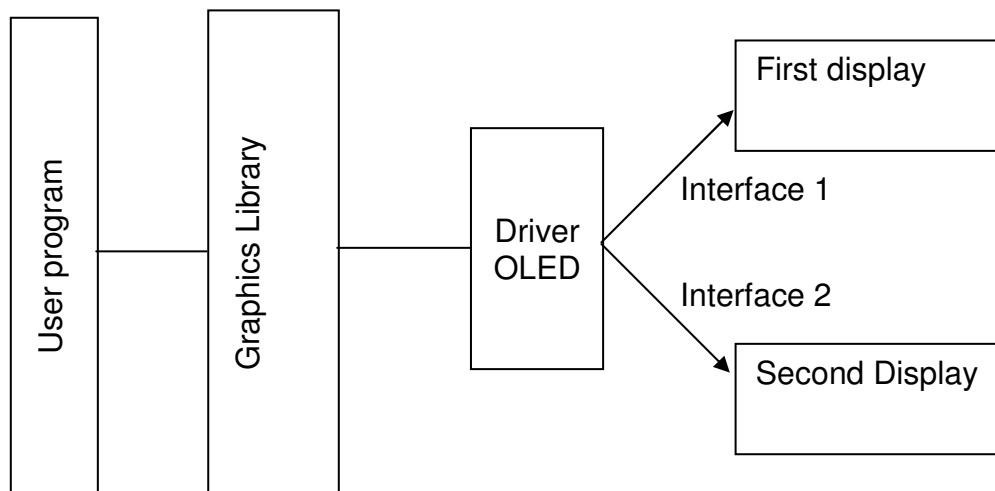 User program
Graphics Library
Driver
OLED
First display
Interface 1
Interface 2
Second Display